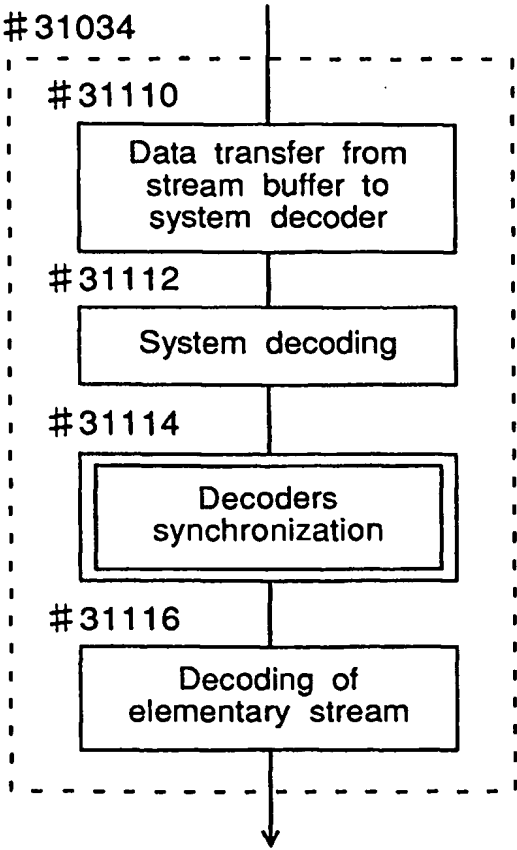 #31034
#31110
Data transfer from
stream buffer to
system decoder
#31112
System decoding
#31114
Decoders
synchronization
#31116
Decoding of
elementary stream